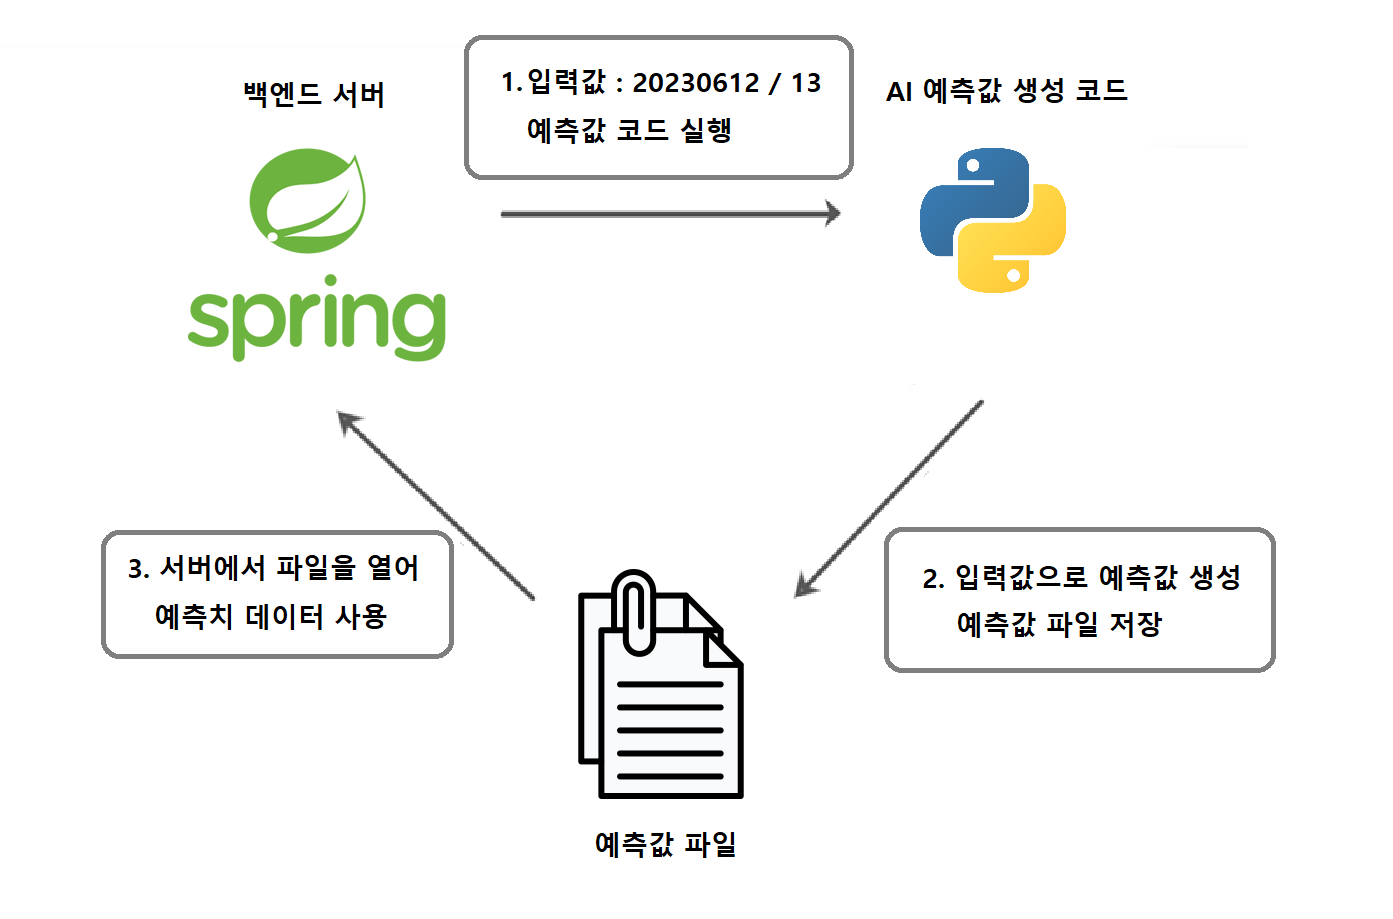 백엔드 서버
1. 입력값 : 20230612 / 13
예측값 코드 실행
AI 예측값 생성 코드
spring
2. 입력값으로 예측값 생성
예측값 파일 저장
3. 서버에서 파일을 열어
예측치 데이터 사용
예측값 파일